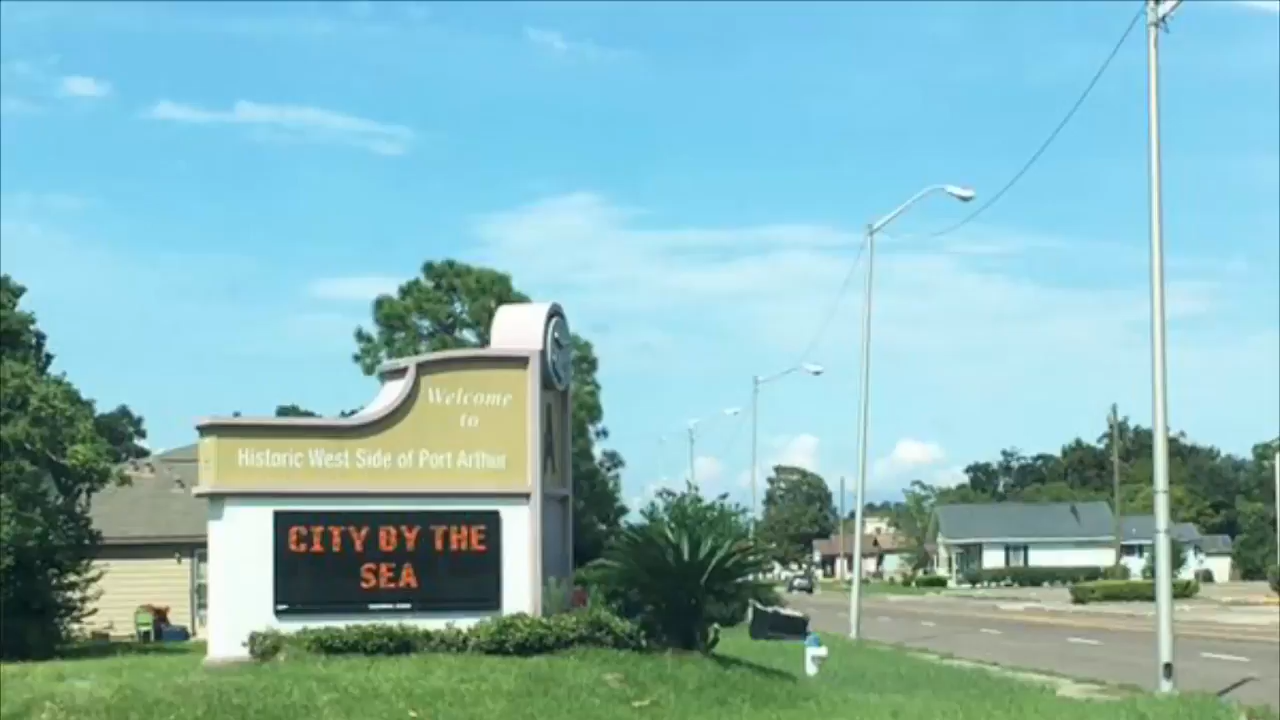 Welcome
to
Historic West Side of Port Arthur
CITY BY THE
SEA
A